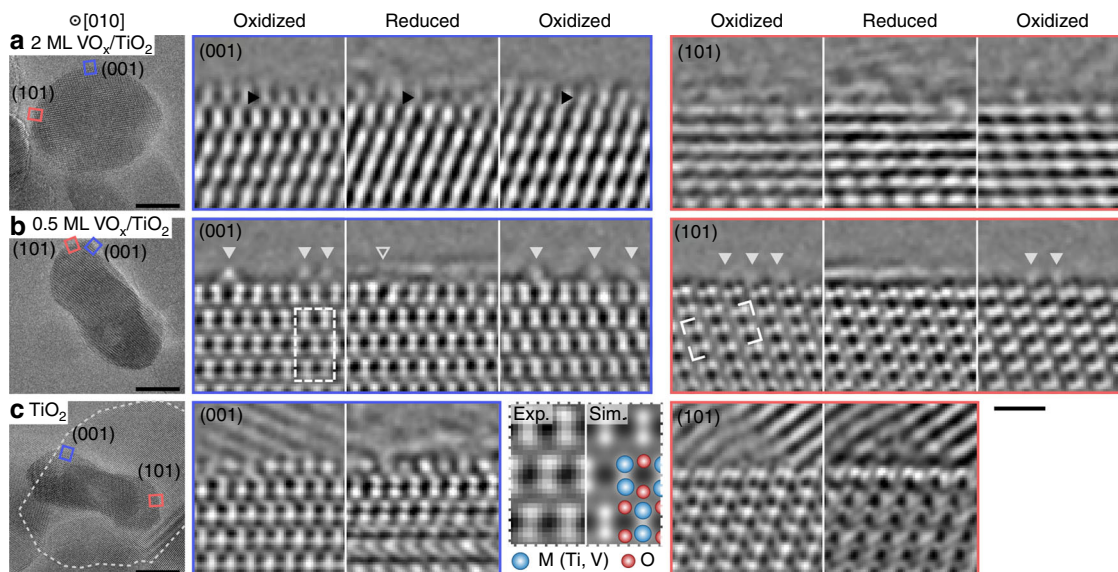 ⊙[010]
Oxidized Reduced Oxidized
Oxidized Reduced Oxidized
a 2 ML VOₓ/TiO₂
(001)
(101)
(001)
(101)
b 0.5 ML VOₓ/TiO₂
(101)
(001)
(001)
(101)
c TiO₂
(001)
(101)
(001)
Exp. Sim.
M (Ti, V) O
(101)